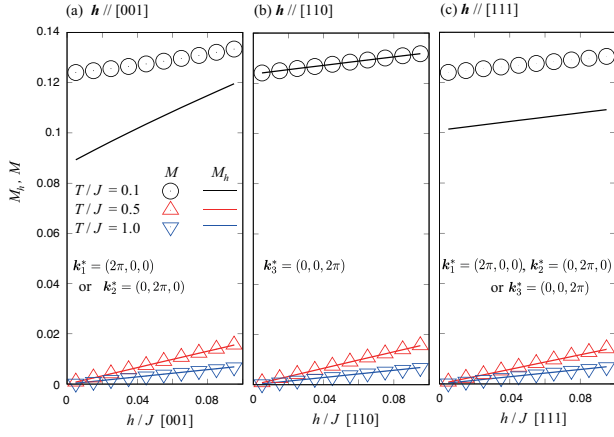 (a) h // [001]
(b) h // [110]
(c) h // [111]
0.14
0.12
0.1
0.08
0.06
0.04
0.02
0
M_h, M
M M_h
T/J = 0.1
T/J = 0.5
T/J = 1.0
k*_1 = (2π, 0, 0)
or k*_2 = (0, 2π, 0)
k*_3 = (0, 0, 2π)
k*_1 = (2π, 0, 0), k*_2 = (0, 2π, 0)
or k*_3 = (0, 0, 2π)
0 0.04 0.08
0 0.04 0.08
0 0.04 0.08
h/J [001]
h/J [110]
h/J [111]